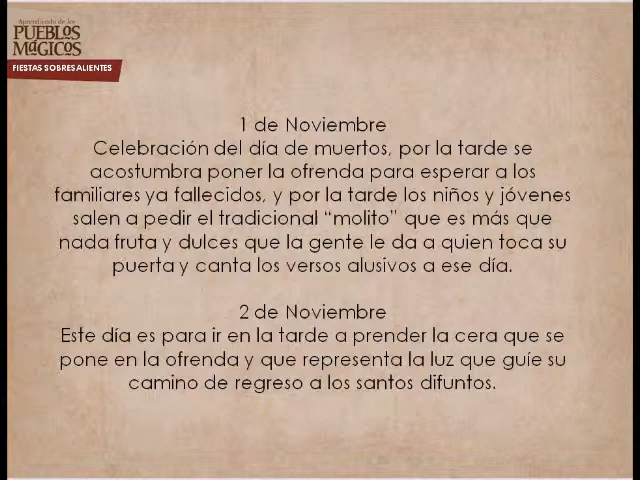 Aprendiendo de los
PUEBLOS
MáGICOS
FIESTAS SOBRESALIENTES
1 de Noviembre
Celebración del día de muertos, por la tarde se
acostumbra poner la ofrenda para esperar a los
familiares ya fallecidos, y por la tarde los niños y jóvenes
salen a pedir el tradicional “molito” que es más que
nada fruta y dulces que la gente le da a quien toca su
puerta y canta los versos alusivos a ese día.
2 de Noviembre
Este día es para ir en la tarde a prender la cera que se
pone en la ofrenda y que representa la luz que guíe su
camino de regreso a los santos difuntos.